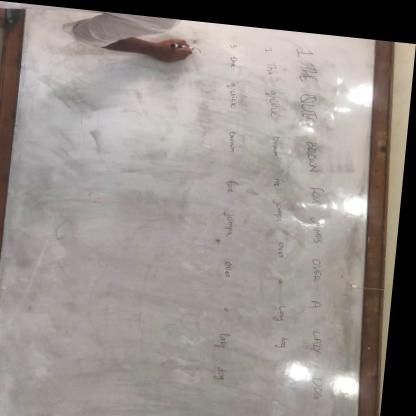 1 THE QUIET BROWN FOX JUMPS OVER A LAZY DOG
2 The quick brown fox jumps over a lazy dog
3 the quick brown fox jumps over a lazy dog